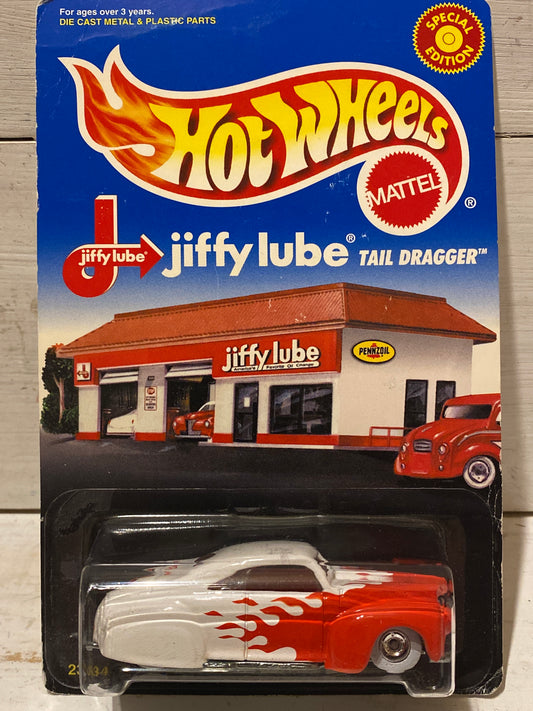 For ages over 3 years.
DIE CAST METAL & PLASTIC PARTS
SPECIAL EDITION
HOT WHEELS
MATTEL
®
jiffy lube®
jiffy lube® TAIL DRAGGER™
jiffy lube
PENNZOIL